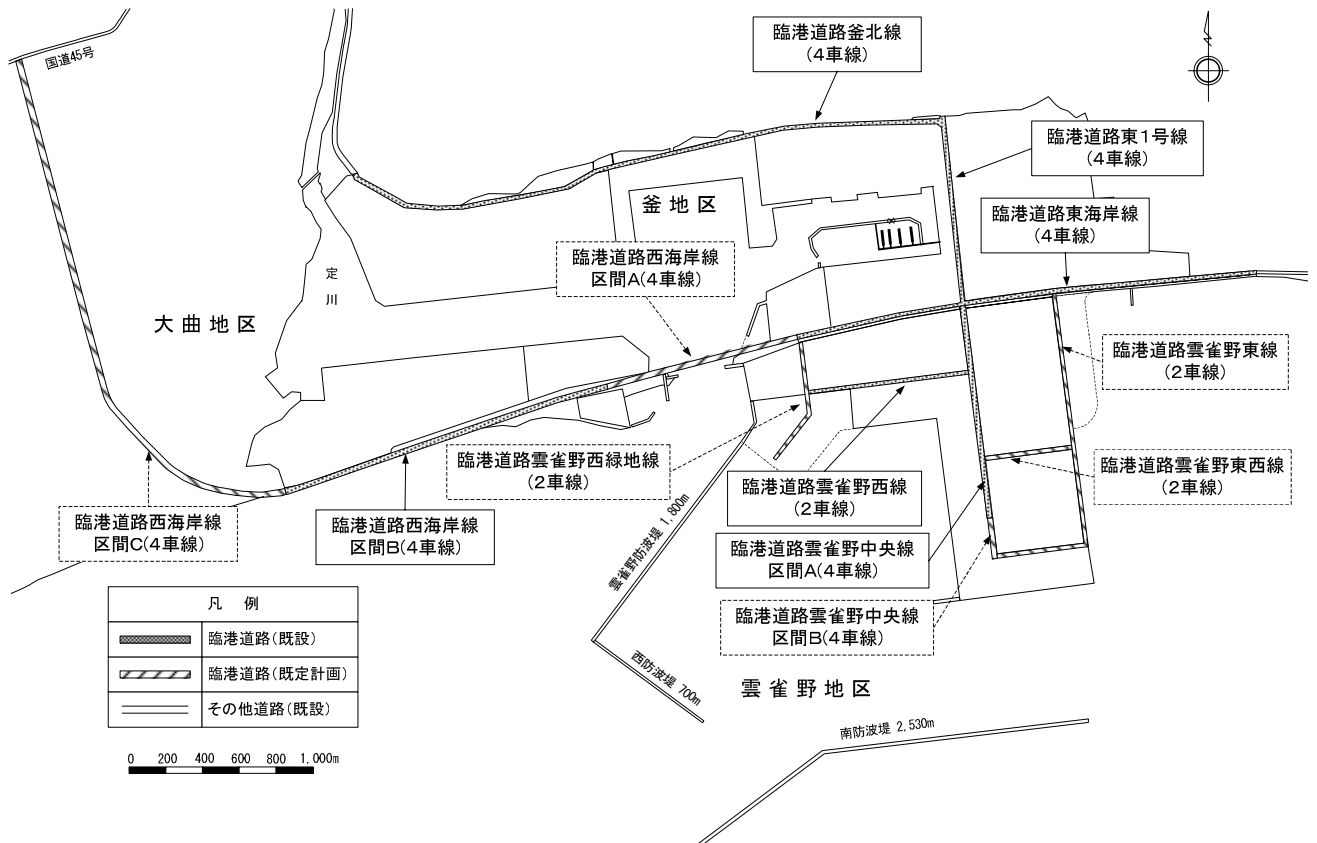 国道45号
臨港道路釜北線
(4車線)
臨港道路東1号線
(4車線)
臨港道路東海岸線
(4車線)
釜地区
臨港道路西海岸線
区間A(4車線)
定川
大曲地区
臨港道路雲雀野東線
(2車線)
臨港道路雲雀野西緑地線
(2車線)
臨港道路雲雀野西線
(2車線)
臨港道路雲雀野東西線
(2車線)
臨港道路西海岸線
区間C(4車線)
臨港道路西海岸線
区間B(4車線)
臨港道路雲雀野中央線
区間A(4車線)
臨港道路雲雀野中央線
区間B(4車線)
雲雀野防波堤 1,800m
西防波堤 700m
雲雀野地区
南防波堤 2,530m
凡 例
臨港道路(既設)
臨港道路(既定計画)
その他道路(既設)
0 200 400 600 800 1,000m